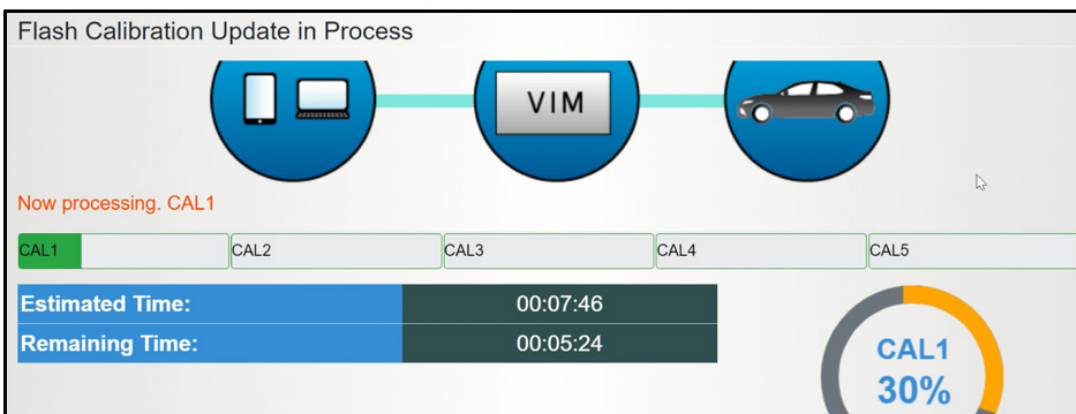 Flash Calibration Update in Process
VIM
Now processing. CAL1
CAL1 CAL2 CAL3 CAL4 CAL5
Estimated Time: 00:07:46
Remaining Time: 00:05:24
CAL1
30%